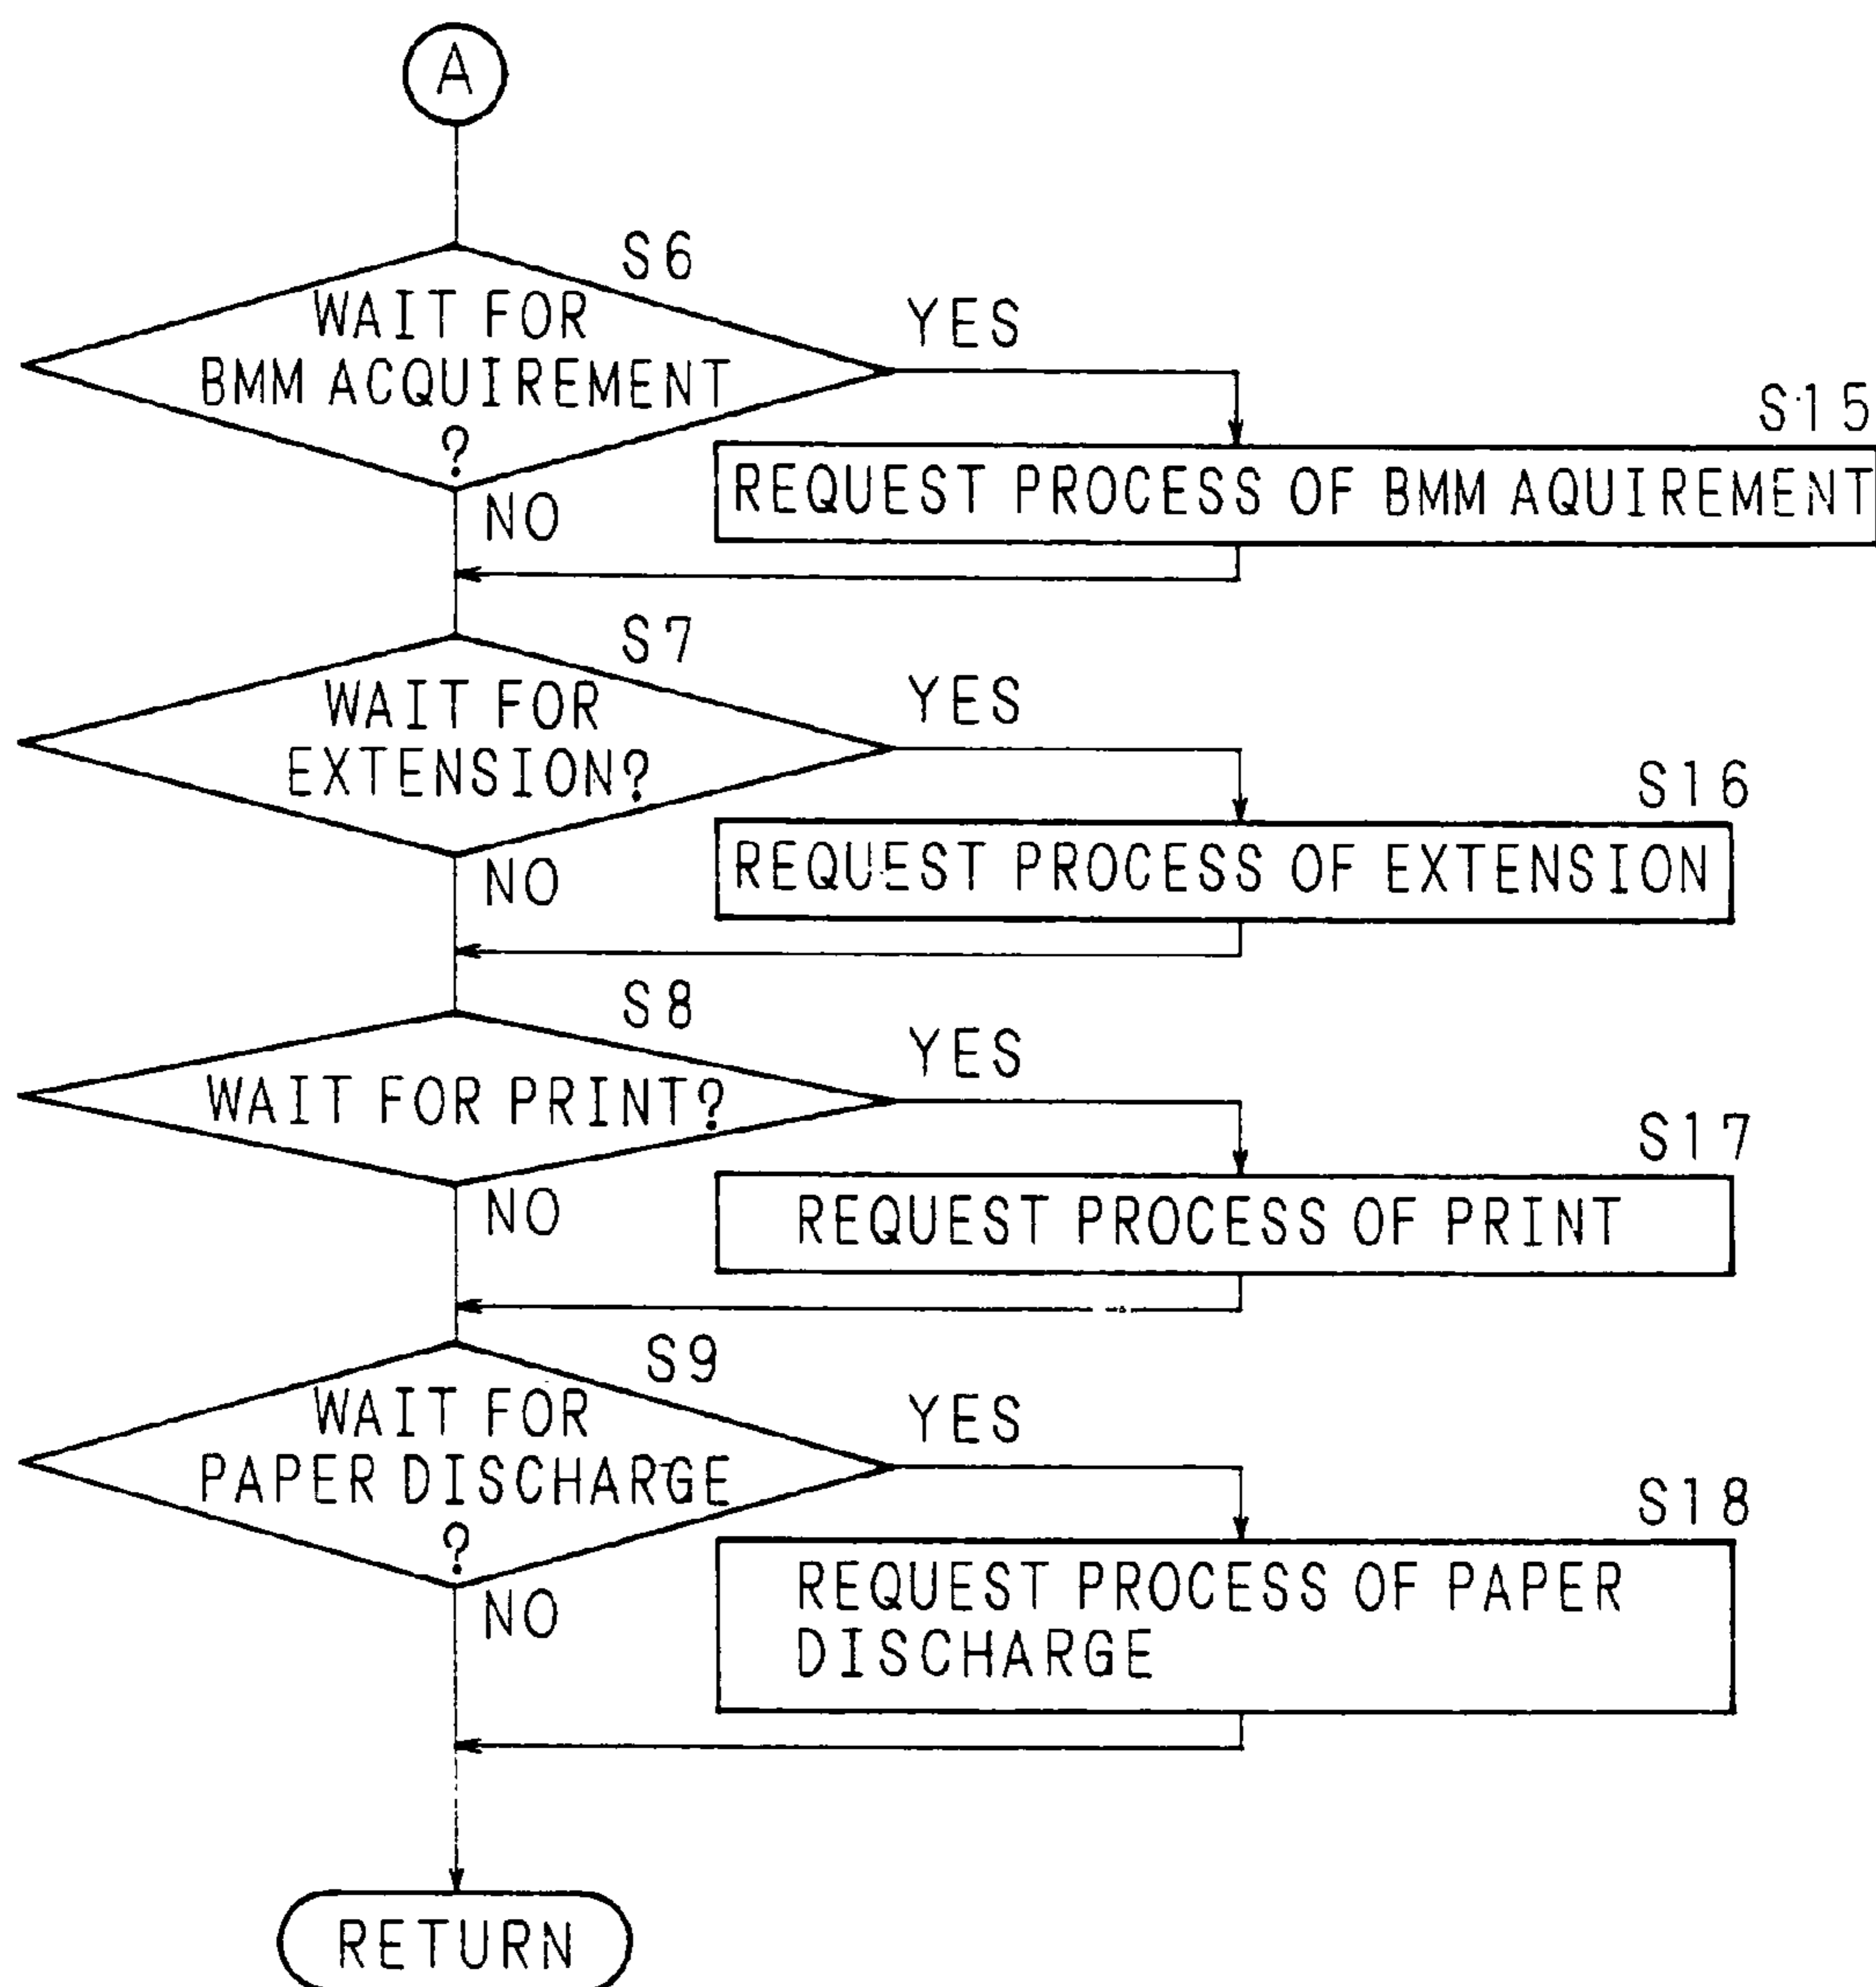 A
S6
WAIT FOR
BMM ACQUIREMENT
?
YES
NO
S15
REQUEST PROCESS OF BMM AQUIREMENT
S7
WAIT FOR
EXTENSION?
YES
NO
S16
REQUEST PROCESS OF EXTENSION
S8
WAIT FOR PRINT?
YES
NO
S17
REQUEST PROCESS OF PRINT
S9
WAIT FOR
PAPER DISCHARGE
?
YES
NO
S18
REQUEST PROCESS OF PAPER
DISCHARGE
RETURN